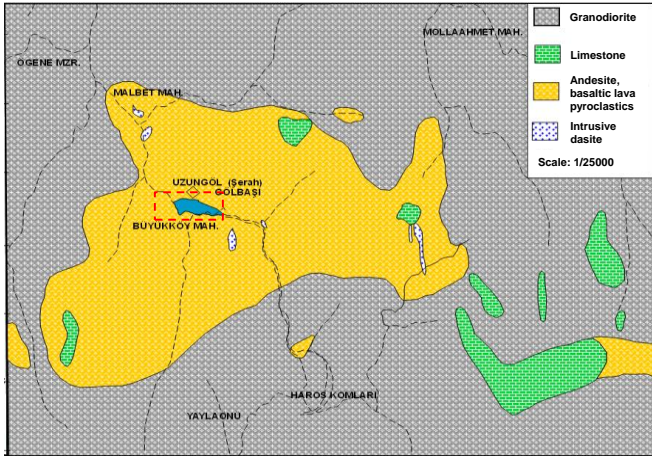 MOLLAAHMET MAH.
OGENE MZR.
MALBET MAH.
UZUNGÖL (Şerah)
GÖLBAŞI
BÜYÜKKÖY MAH.
HAROS KOMLARI
YAYLAONU
Granodiorite
Limestone
Andesite,
basaltic lava
pyroclastics
Intrusive
dasite
Scale: 1/25000